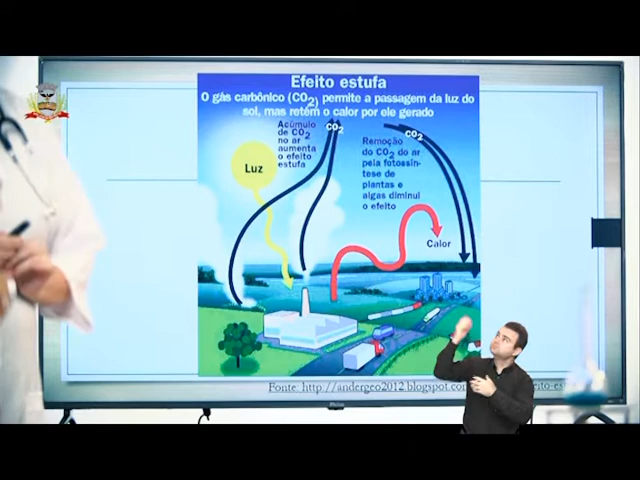 Efeito estufa
O gás carbônico (CO2) permite a passagem da luz do
sol, mas retém o calor por ele gerado
Acúmulo
de CO2
no ar
aumenta
o efeito
estufa
CO2
CO2
Remoção
do CO2 do ar
pela fotossín-
tese de
plantas e
algas diminui
o efeito
Luz
Calor
Fonte: http://andergeo2012.blogspot.